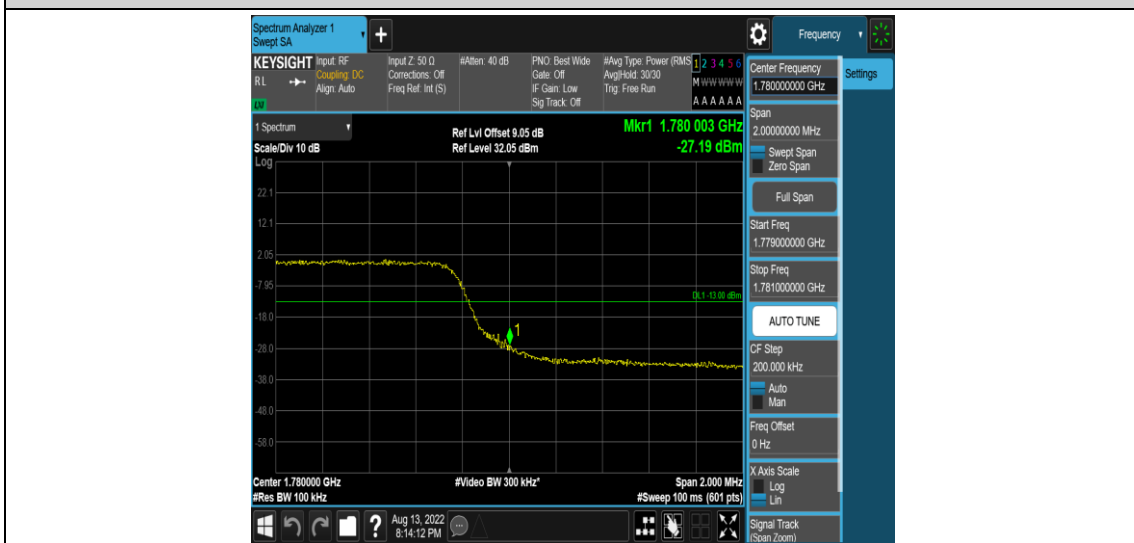 Spectrum Analyzer 1
Swept SA
+
Frequency
KEYSIGHT
RL
LXI
Input: RF
Coupling: DC
Align: Auto
Input Z: 50 Ω
Corrections: Off
Freq Ref: Int (S)
#Atten: 40 dB
PNO: Best Wide
Gate: Off
IF Gain: Low
Sig Track: Off
#Avg Type: Power (RMS
Avg|Hold: 30/30
Trig: Free Run
1 2 3 4 5 6
M W W W W W
A A A A A A
1 Spectrum
Scale/Div 10 dB
Ref Lvl Offset 9.05 dB
Ref Level 32.05 dBm
Mkr1 1.780 003 GHz
-27.19 dBm
Log
22.1
12.1
2.05
-7.95
DL1 -13.00 dBm
-18.0
1
-28.0
-38.0
-48.0
-58.0
Center 1.780000 GHz
#Video BW 300 kHz*
Span 2.000 MHz
#Res BW 100 kHz
#Sweep 100 ms (601 pts)
?
Aug 13, 2022
8:14:12 PM
Center Frequency
1.780000000 GHz
Settings
Span
2.00000000 MHz
Swept Span
Zero Span
Full Span
Start Freq
1.779000000 GHz
Stop Freq
1.781000000 GHz
AUTO TUNE
CF Step
200.000 kHz
Auto
Man
Freq Offset
0 Hz
X Axis Scale
Log
Lin
Signal Track
(Span Zoom)